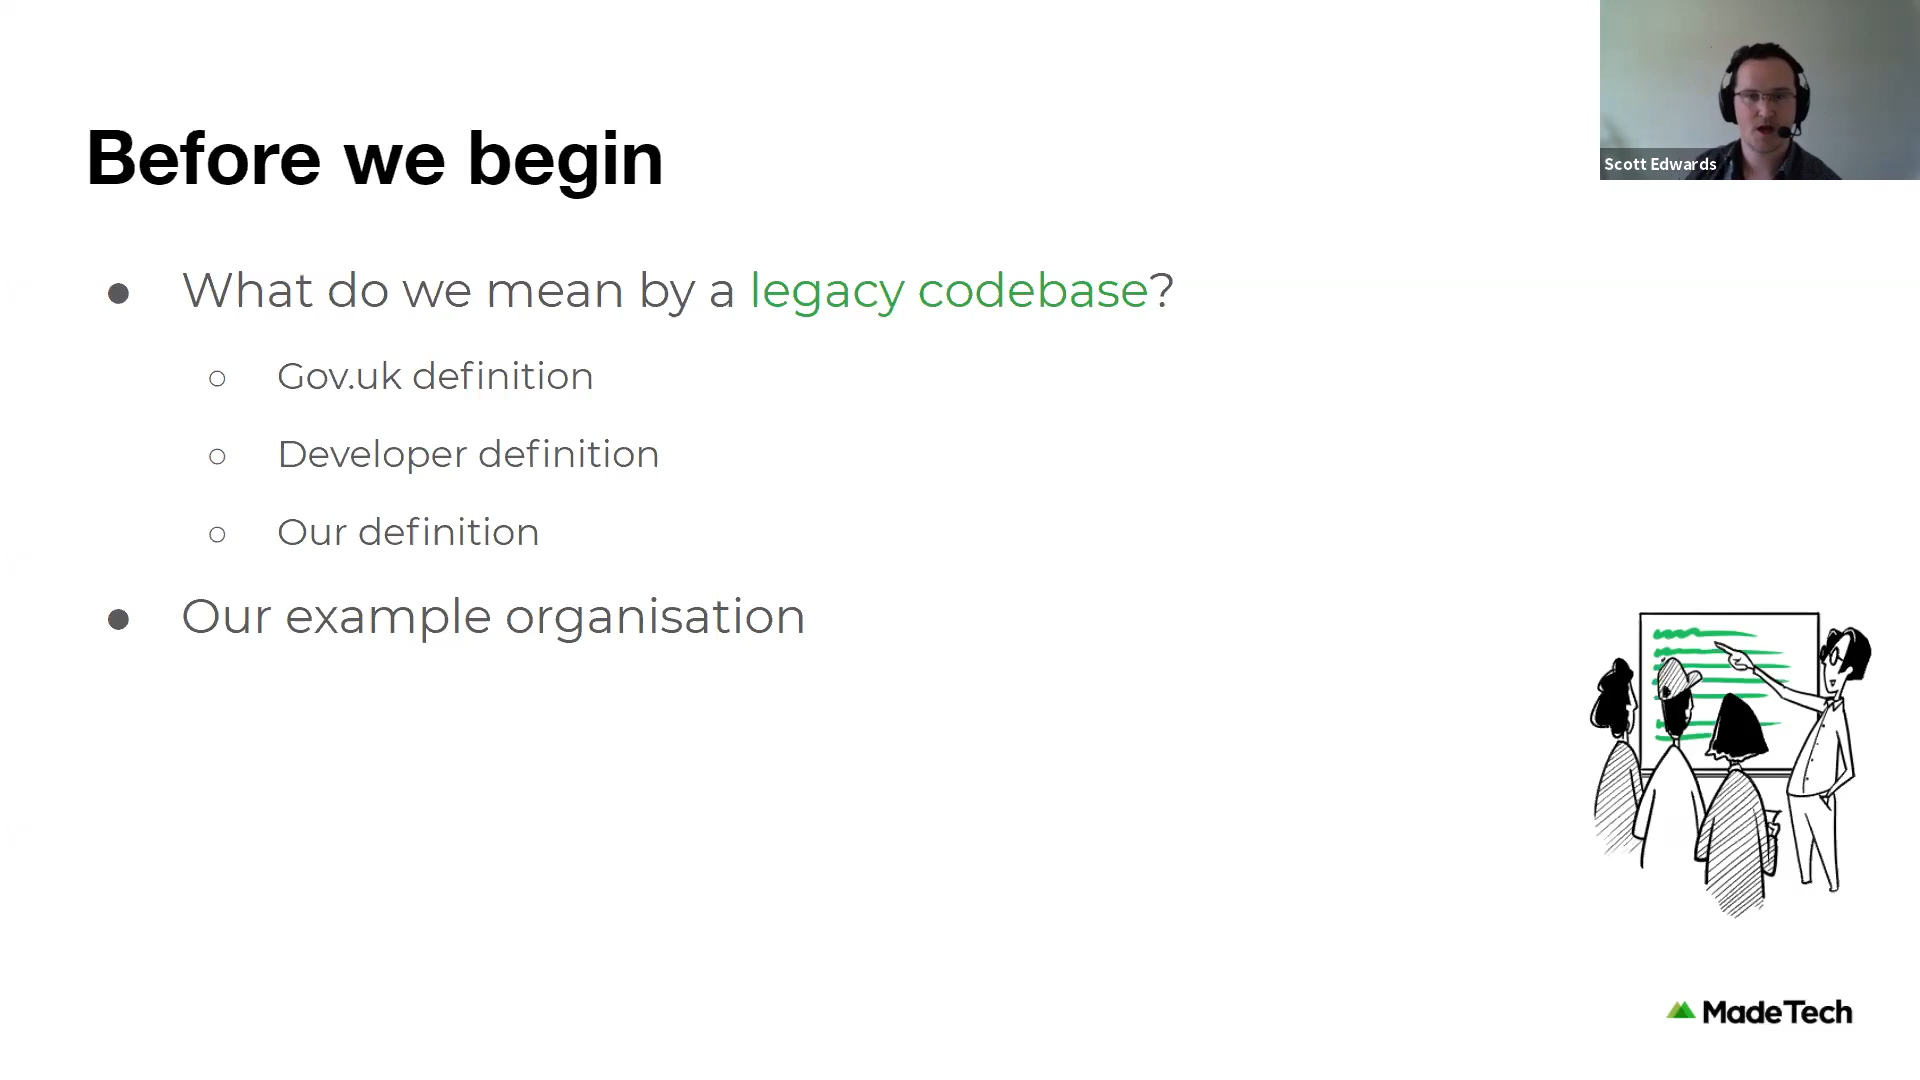 Before we begin
Scott Edwards
● What do we mean by a legacy codebase?
○ Gov.uk definition
○ Developer definition
○ Our definition
● Our example organisation
MadeTech